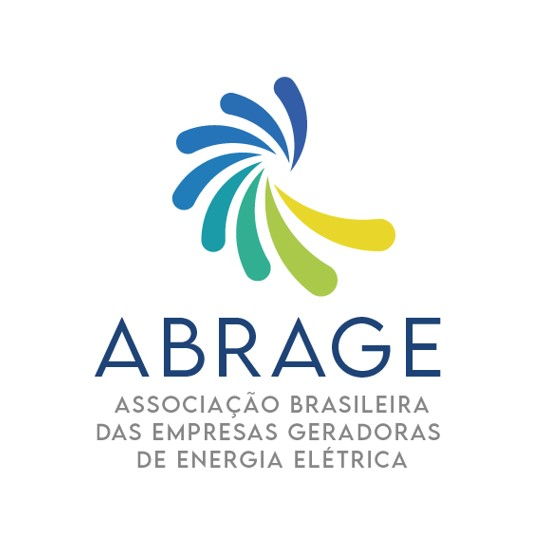 ABRAGE
ASSOCIAÇÃO BRASILEIRA
DAS EMPRESAS GERADORAS
DE ENERGIA ELÉTRICA